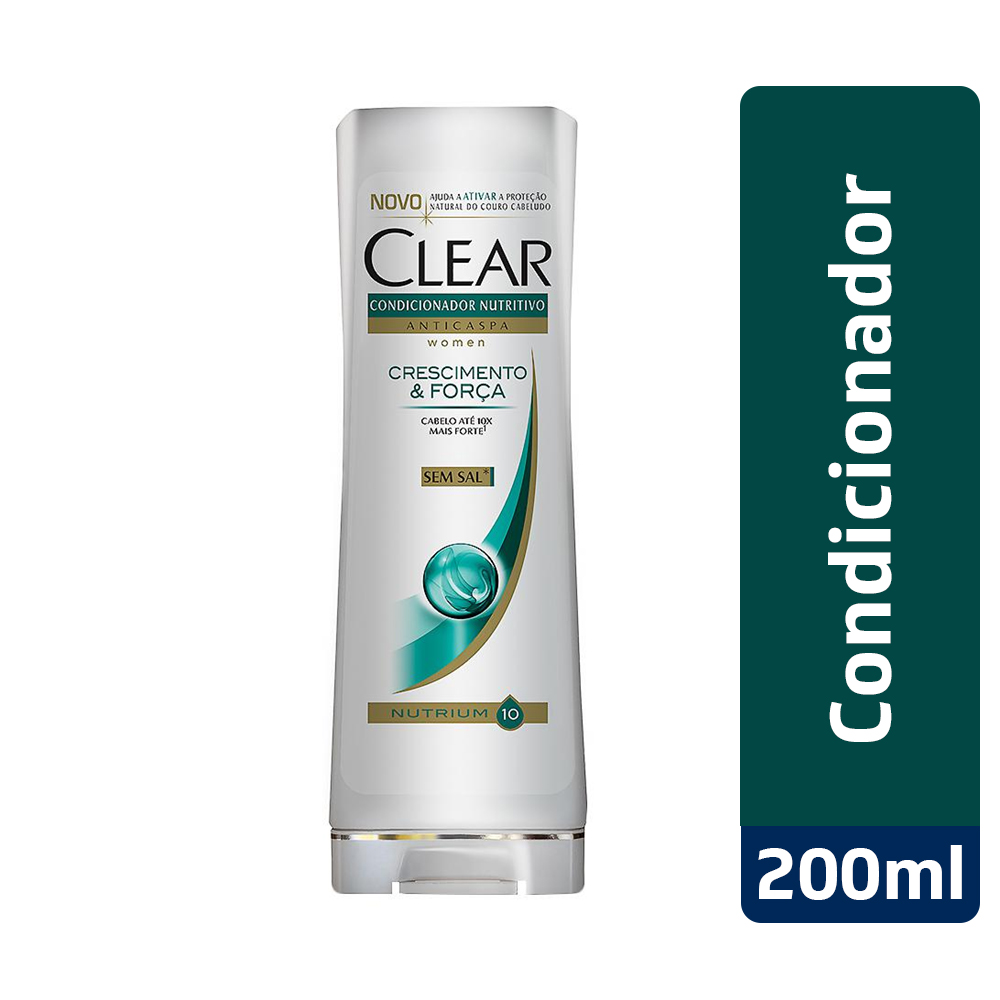 NOVO
AJUDA A ATIVAR A PROTEÇÃO
NATURAL DO COURO CABELUDO
CLEAR
CONDICIONADOR NUTRITIVO
ANTICASPA
women
CRESCIMENTO
& FORÇA
CABELO ATÉ 10X
MAIS FORTE¹
SEM SAL*
NUTRIUM 10
Condicionador
200ml